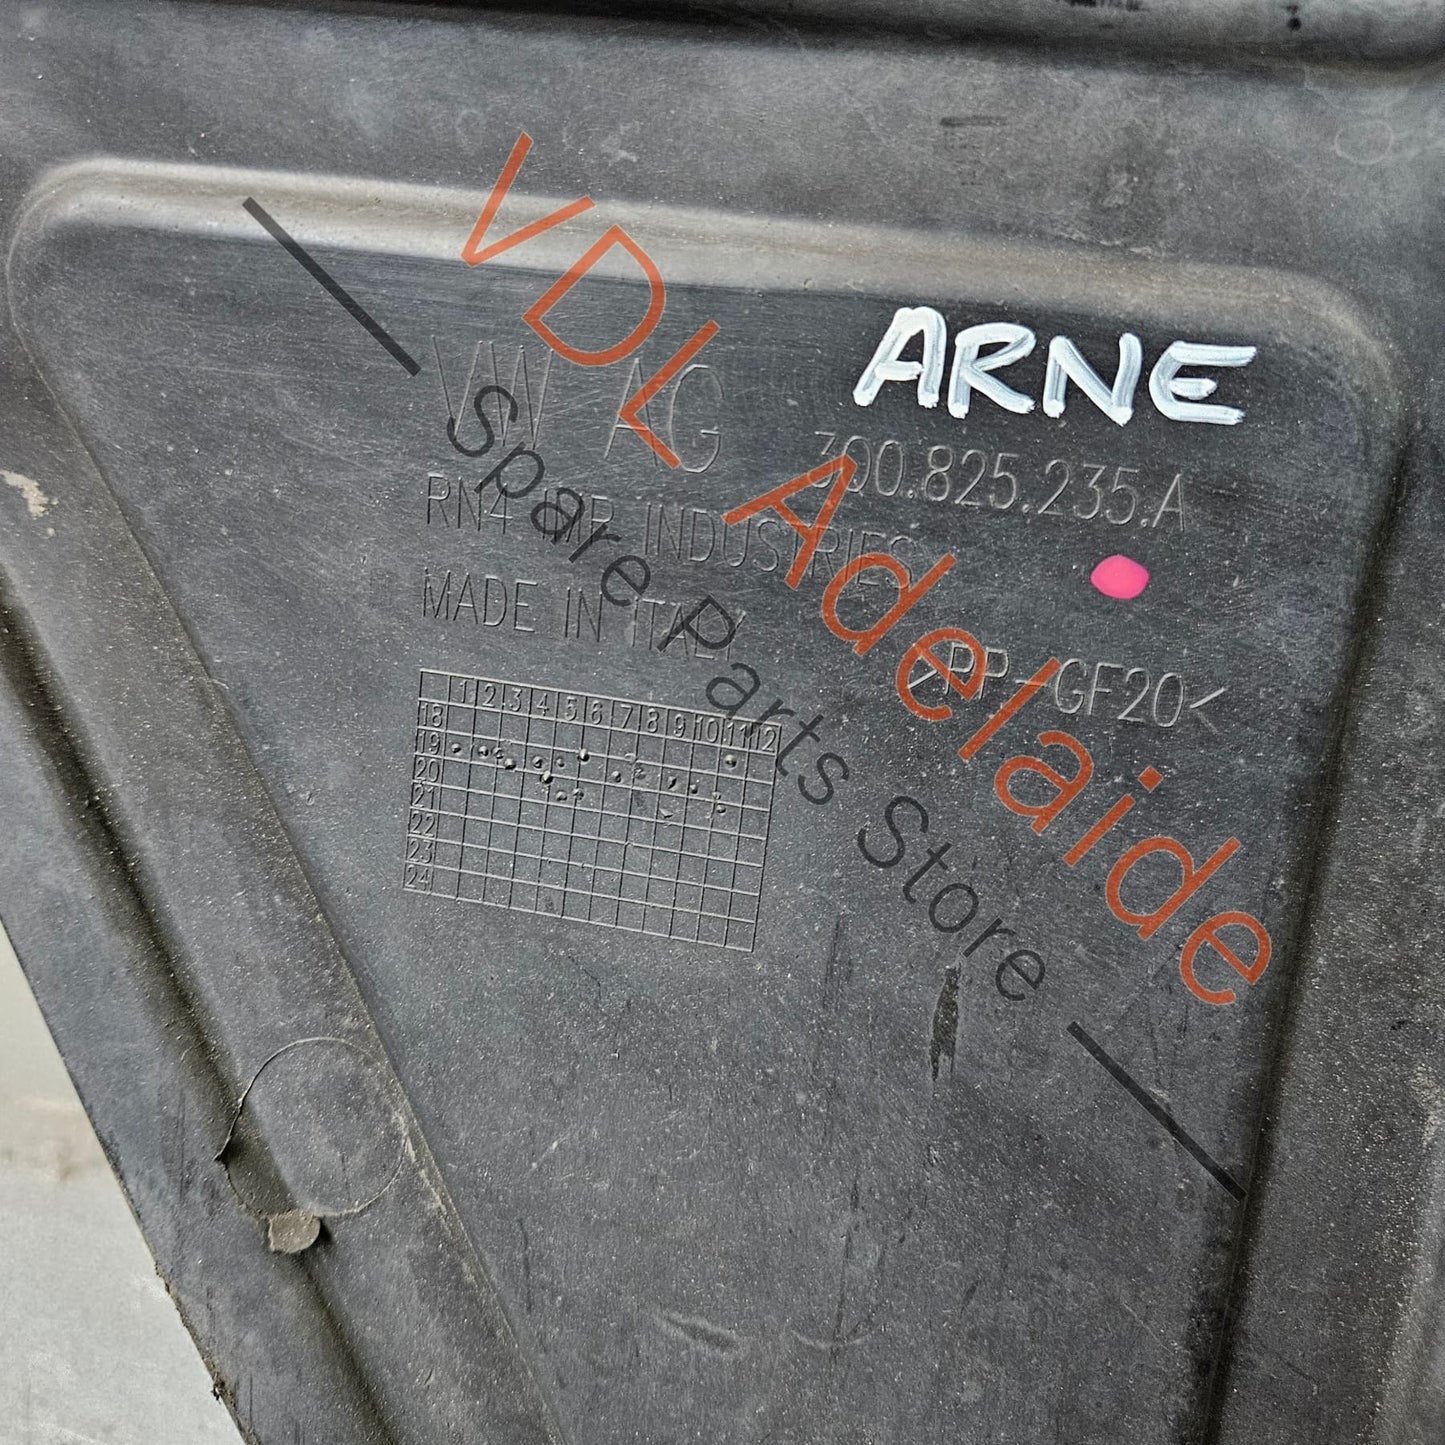 ARNE
VW AG
3Q0.825.235.A
RN4 INDUSTRIES
MADE IN ITALY
>PP-GF20<
1 2 3 4 5 6 7 8 9 10 11 12
18
19
20
21
22
23
24
VDL Adelaide
Spare Parts Store